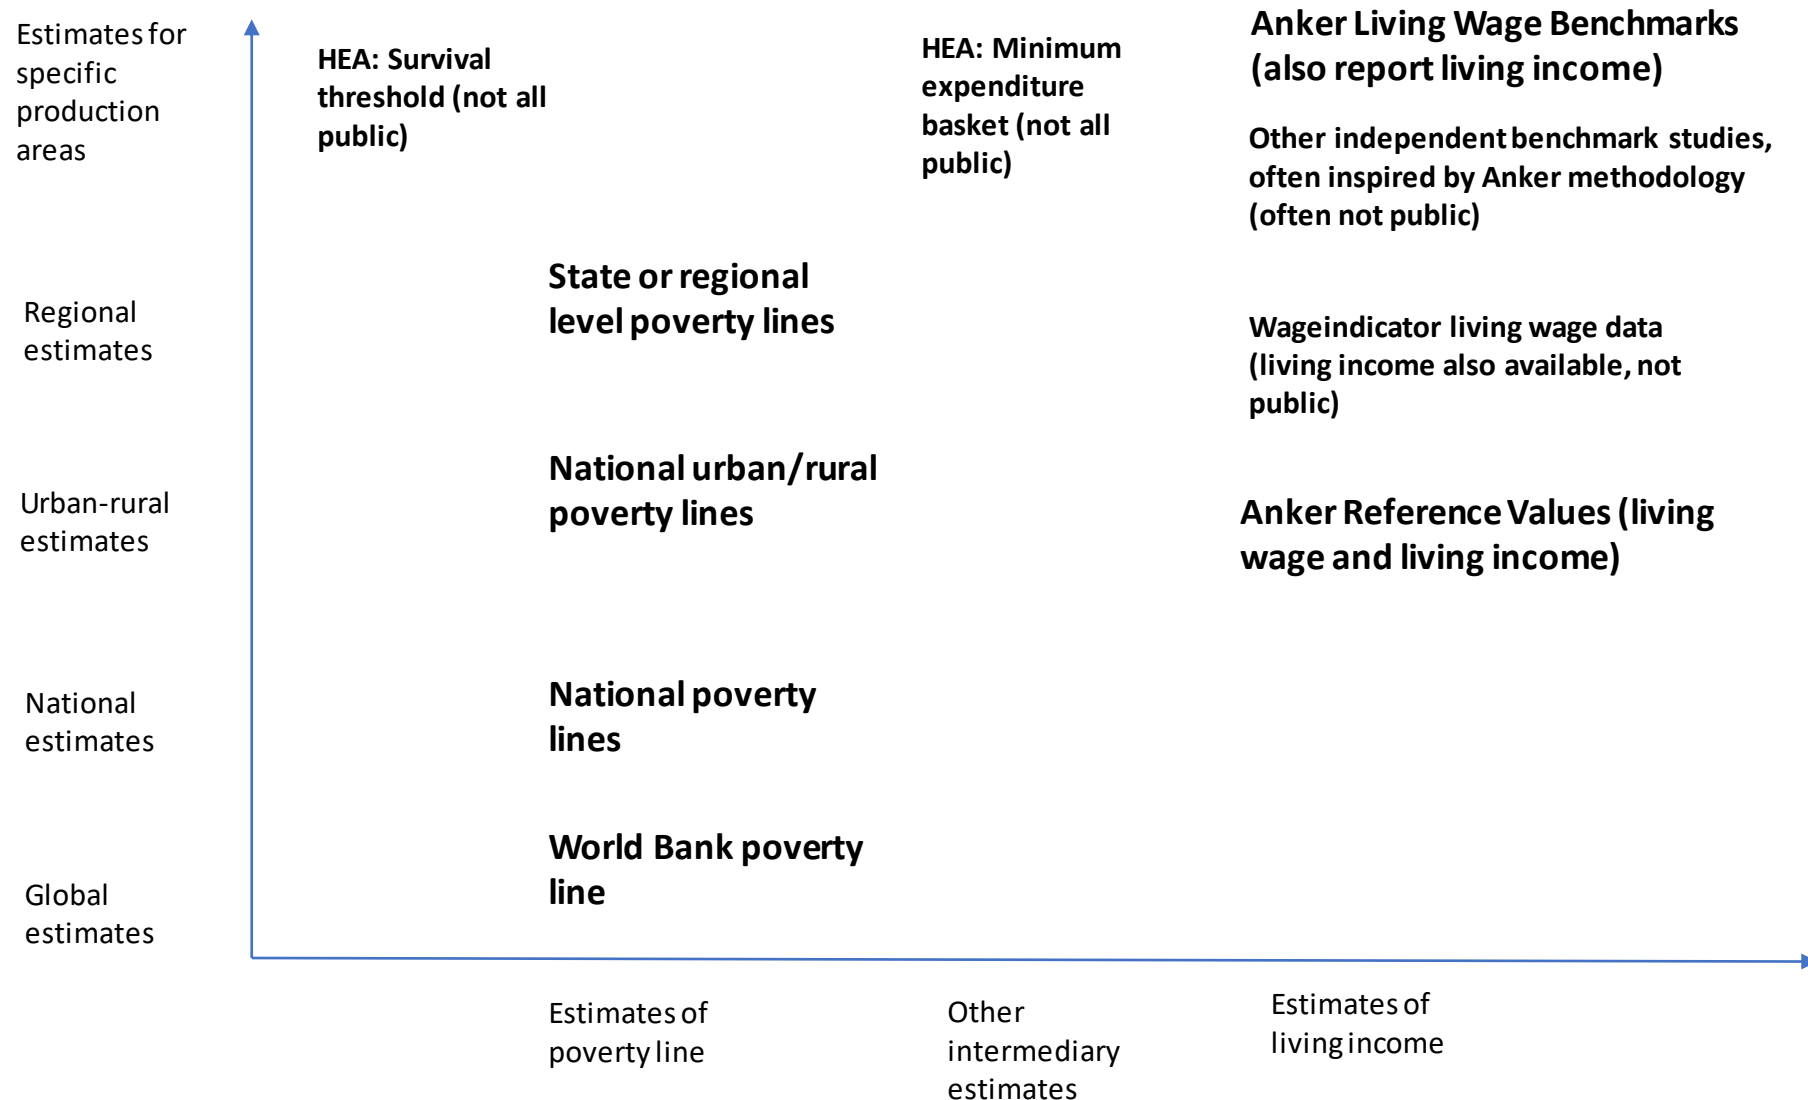 Estimates for
specific
production
areas
HEA: Survival
threshold (not all
public)
HEA: Minimum
expenditure
basket (not all
public)
Anker Living Wage Benchmarks
(also report living income)
Other independent benchmark studies,
often inspired by Anker methodology
(often not public)
Regional
estimates
State or regional
level poverty lines
Wageindicator living wage data
(living income also available, not
public)
Urban-rural
estimates
National urban/rural
poverty lines
Anker Reference Values (living
wage and living income)
National
estimates
National poverty
lines
Global
estimates
World Bank poverty
line
Estimates of
poverty line
Other
intermediary
estimates
Estimates of
living income